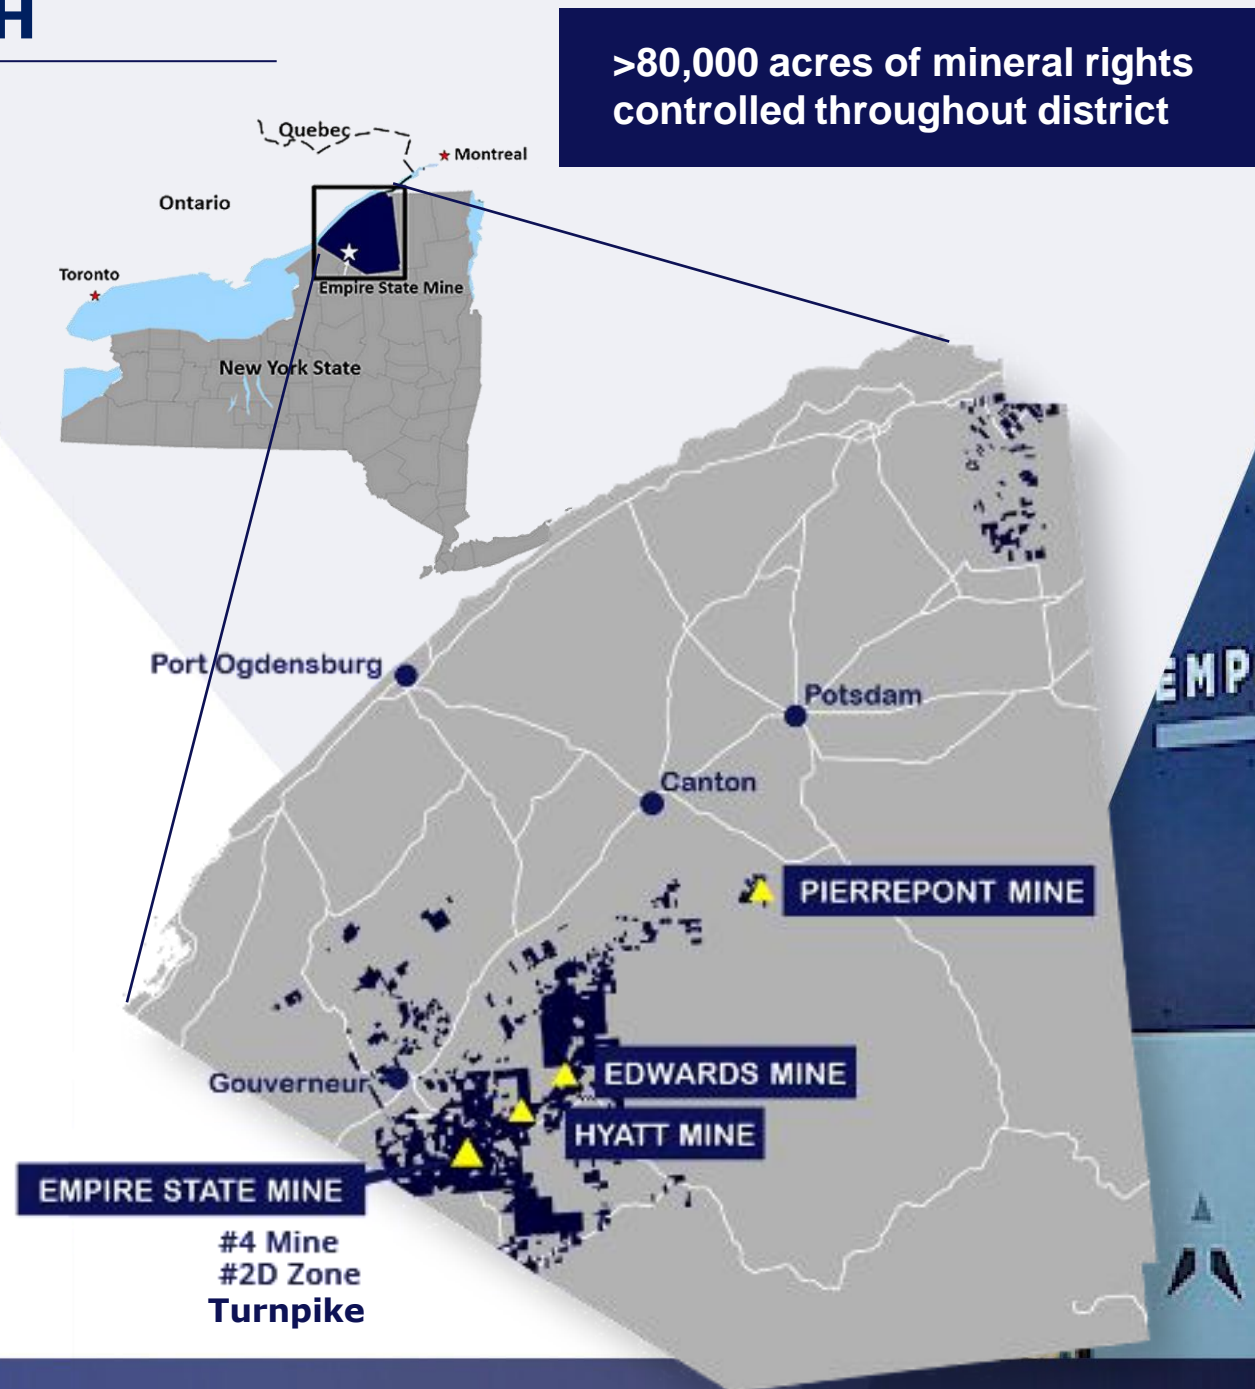 H
>80,000 acres of mineral rights
controlled throughout district
Quebec
Montreal
Ontario
Toronto
Empire State Mine
New York State
Port Ogdensburg
Potsdam
Canton
PIERREPONT MINE
EDWARDS MINE
Gouverneur
HYATT MINE
EMPIRE STATE MINE
#4 Mine
#2D Zone
Turnpike
EMP